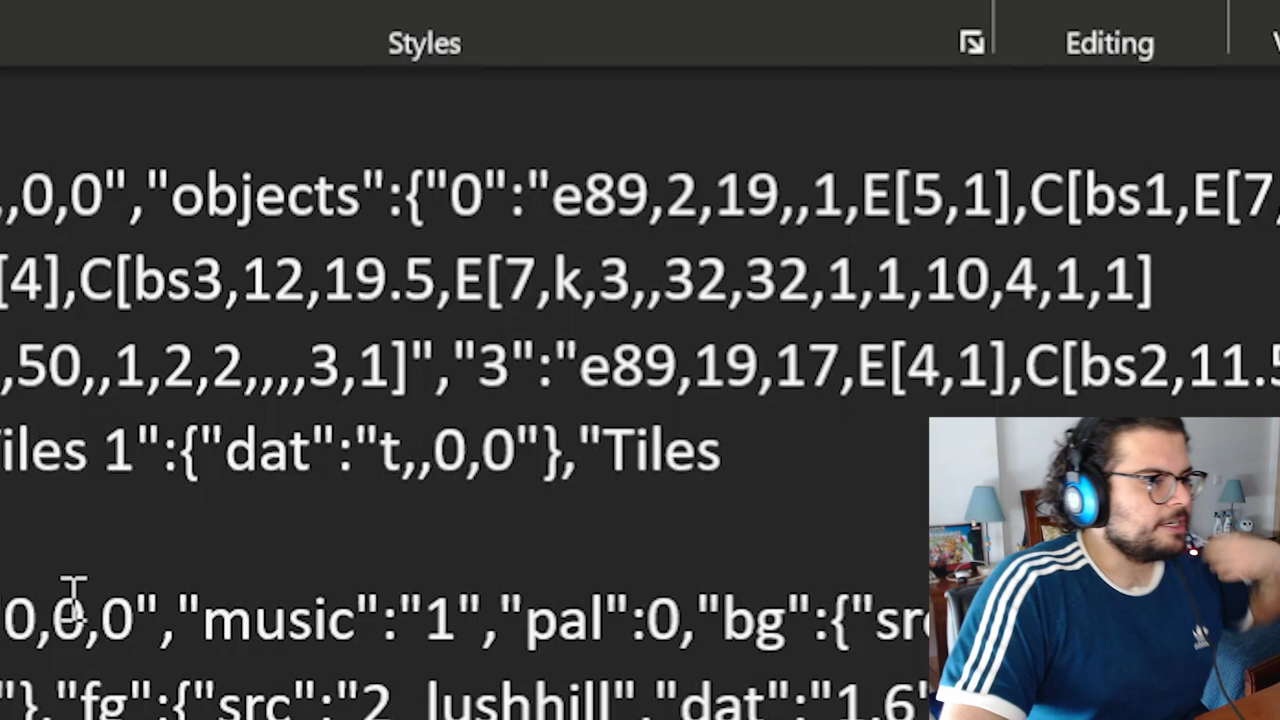 Styles Editing
,,0,0","objects":{"0":"e89,2,19,,1,E[5,1],C[bs1,E[7,
[4],C[bs3,12,19.5,E[7,k,3,,32,32,1,1,10,4,1,1]
,50,,1,2,2,,,,3,1]","3":"e89,19,17,E[4,1],C[bs2,11.5
iles 1":{"dat":"t,,0,0"},"Tiles
0,0,0","music":"1","pal":0,"bg":{"src
"},"fg":{"src":"2_lushhill","dat":"1,6"